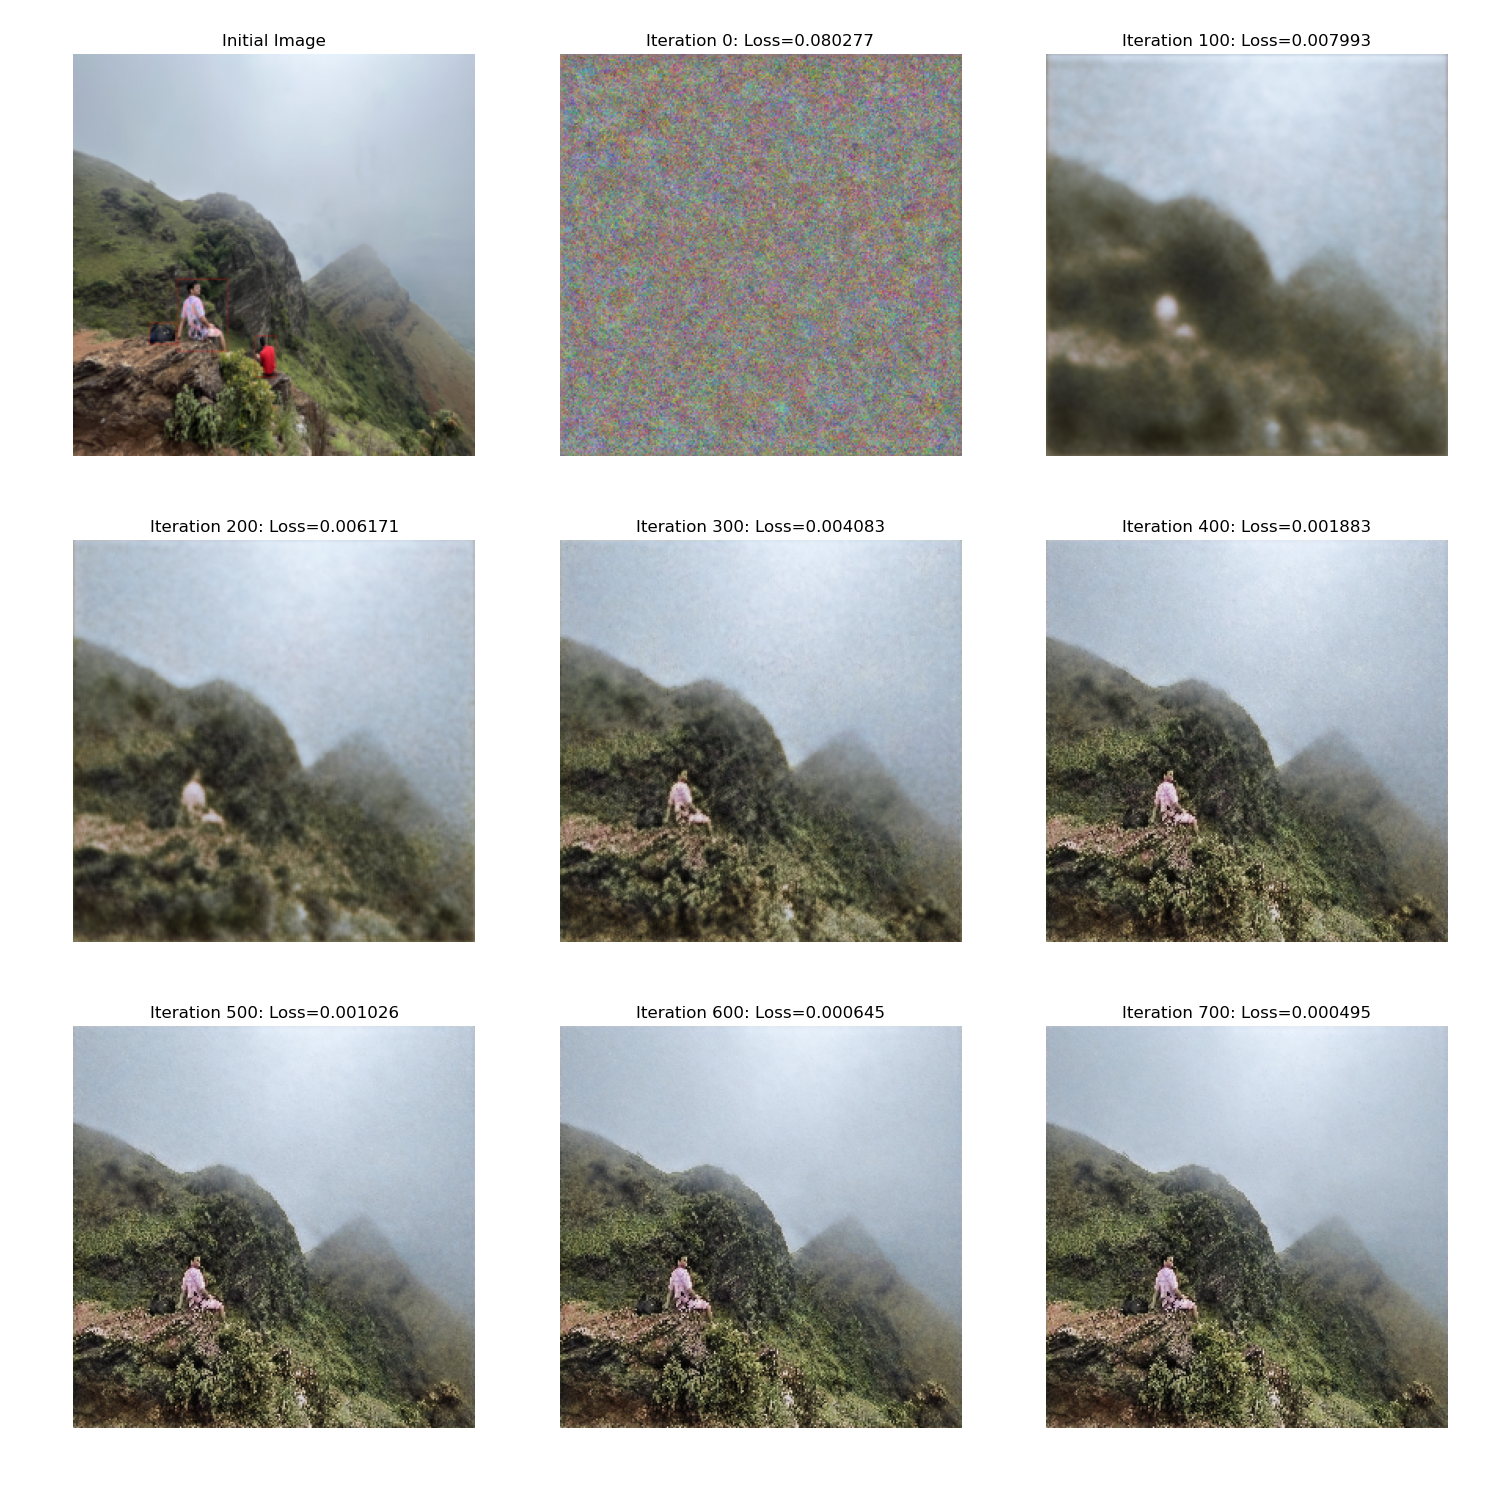 Initial Image
Iteration 0: Loss=0.080277
Iteration 100: Loss=0.007993
Iteration 200: Loss=0.006171
Iteration 300: Loss=0.004083
Iteration 400: Loss=0.001883
Iteration 500: Loss=0.001026
Iteration 600: Loss=0.000645
Iteration 700: Loss=0.000495